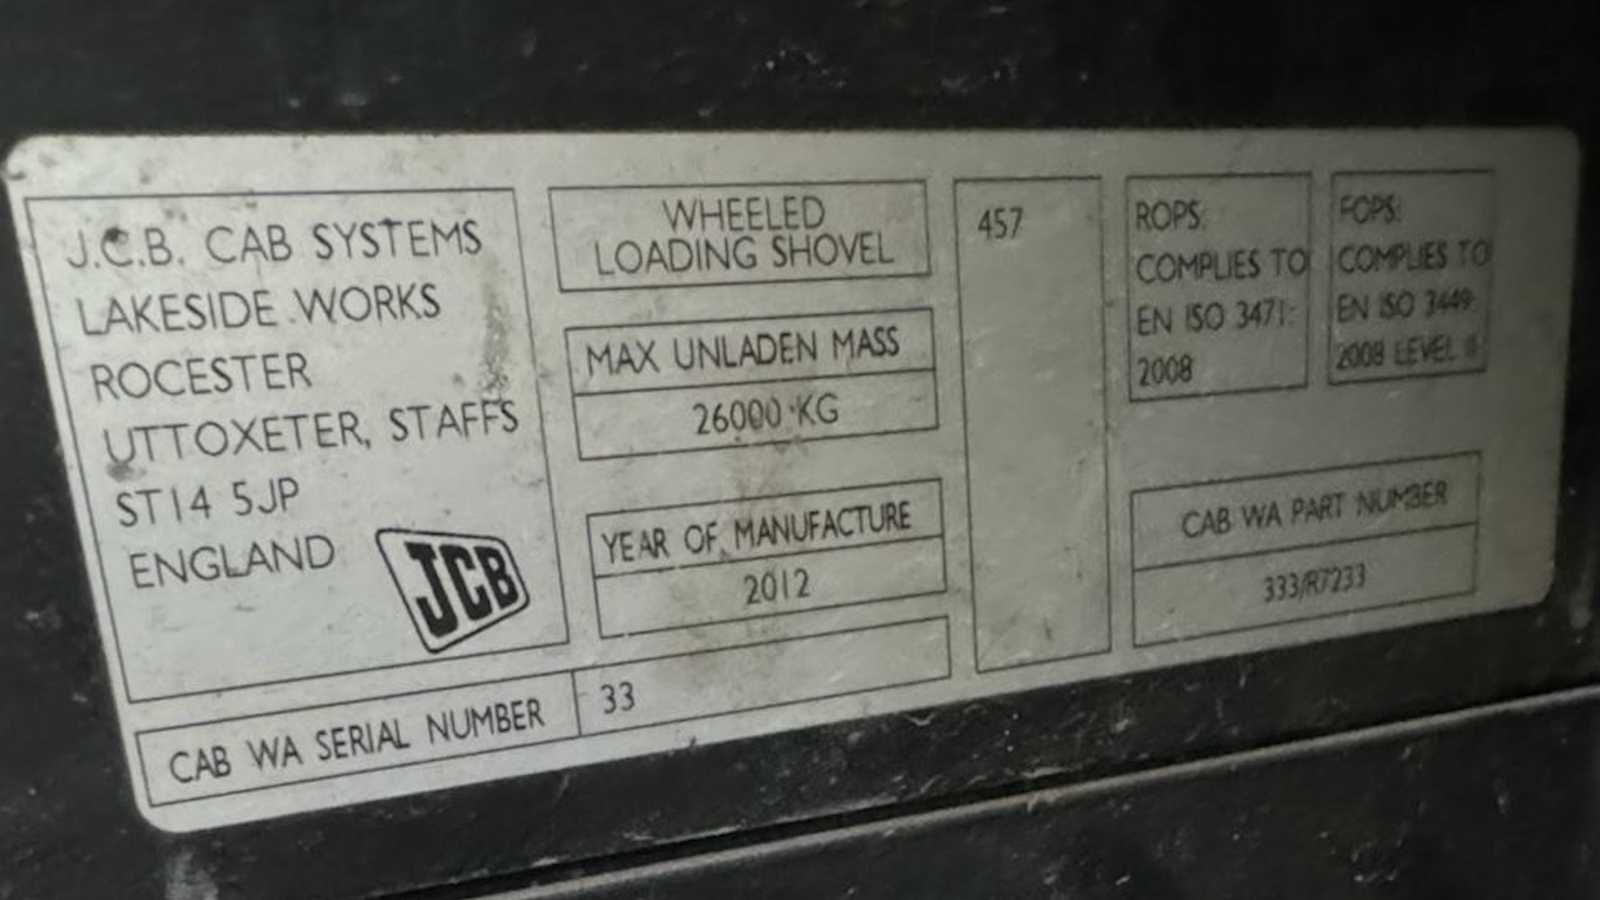 J.C.B. CAB SYSTEMS
LAKESIDE WORKS
ROCESTER
UTTOXETER, STAFFS
ST14 5JP
ENGLAND
JCB
CAB WA SERIAL NUMBER
33
WHEELED
LOADING SHOVEL
MAX UNLADEN MASS
26000 KG
YEAR OF MANUFACTURE
2012
457
ROPS:
COMPLIES TO
EN ISO 3471:
2008
FOPS:
COMPLIES TO
EN ISO 3449:
2008 LEVEL II
CAB WA PART NUMBER
333/R7233